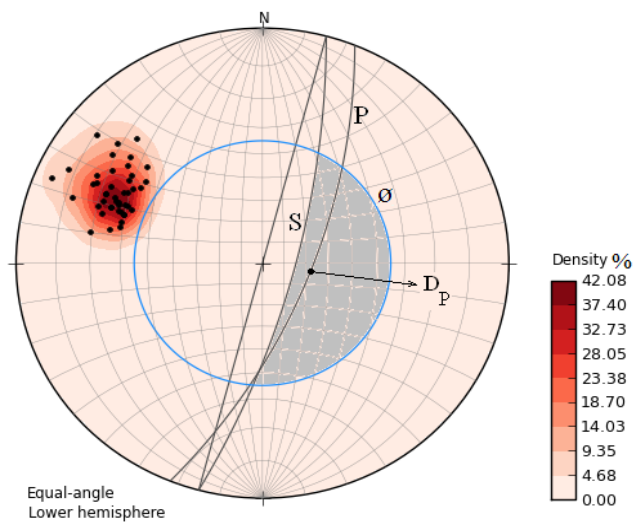 N
P
S
Ø
D
P
Density %
42.08
37.40
32.73
28.05
23.38
18.70
14.03
9.35
4.68
0.00
Equal-angle
Lower hemisphere